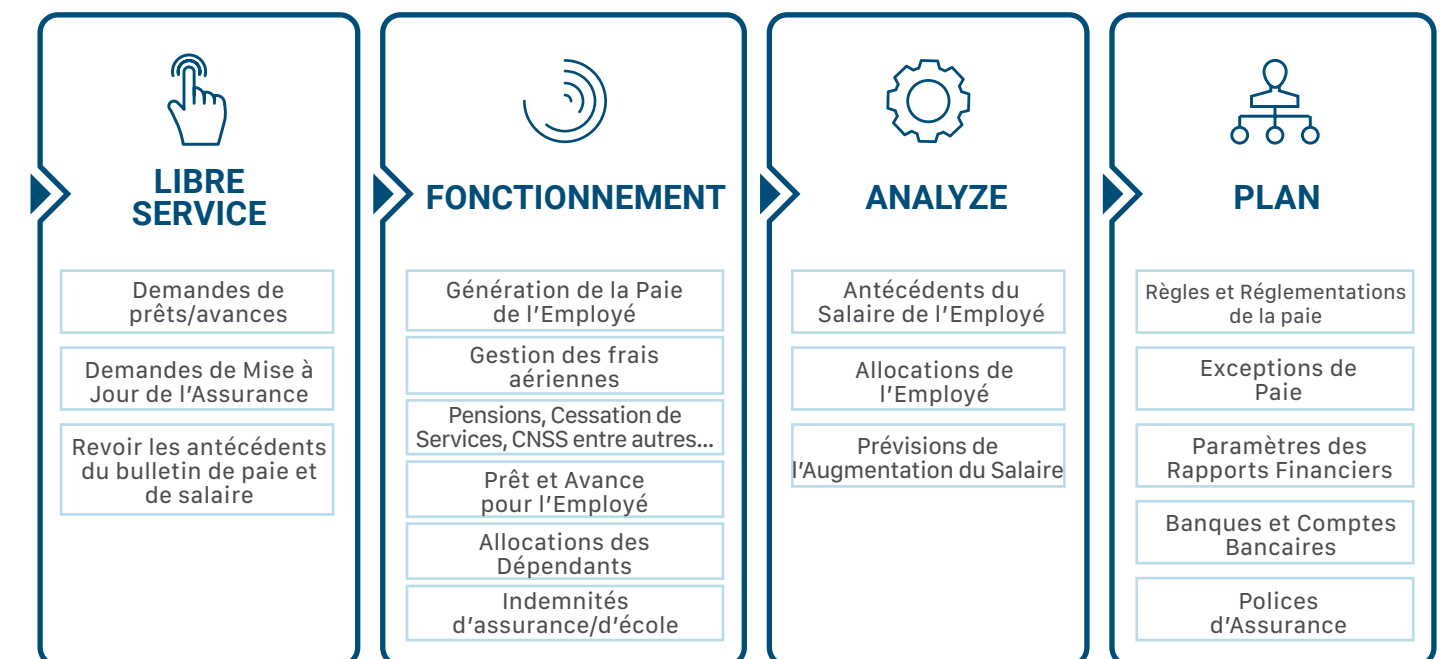 LIBRE
SERVICE
Demandes de
prêts/avances
Demandes de Mise à
Jour de l'Assurance
Revoir les antécédents
du bulletin de paie et
de salaire
FONCTIONNEMENT
Génération de la Paie
de l'Employé
Gestion des frais
aériennes
Pensions, Cessation de
Services, CNSS entre autres...
Prêt et Avance
pour l'Employé
Allocations des
Dépendants
Indemnités
d'assurance/d'école
ANALYZE
Antécédents du
Salaire de l'Employé
Allocations de
l'Employé
Prévisions de
l'Augmentation du Salaire
PLAN
Règles et Réglementations
de la paie
Exceptions de
Paie
Paramètres des
Rapports Financiers
Banques et Comptes
Bancaires
Polices
d'Assurance